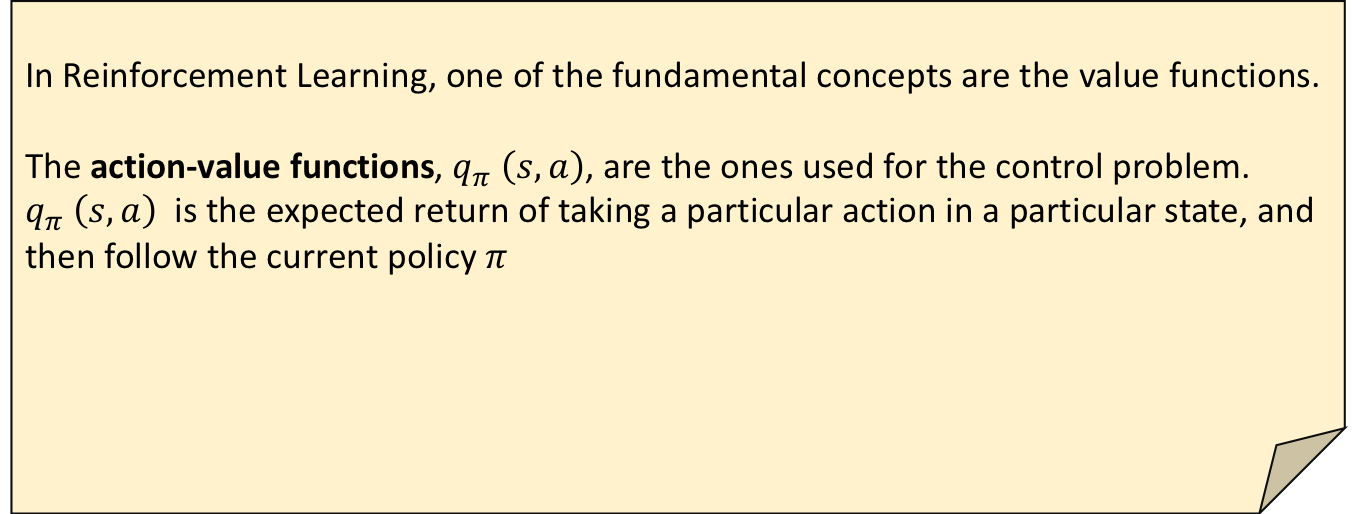 In Reinforcement Learning, one of the fundamental concepts are the value functions.
The action-value functions, qπ (s, a), are the ones used for the control problem.
qπ (s, a) is the expected return of taking a particular action in a particular state, and
then follow the current policy π